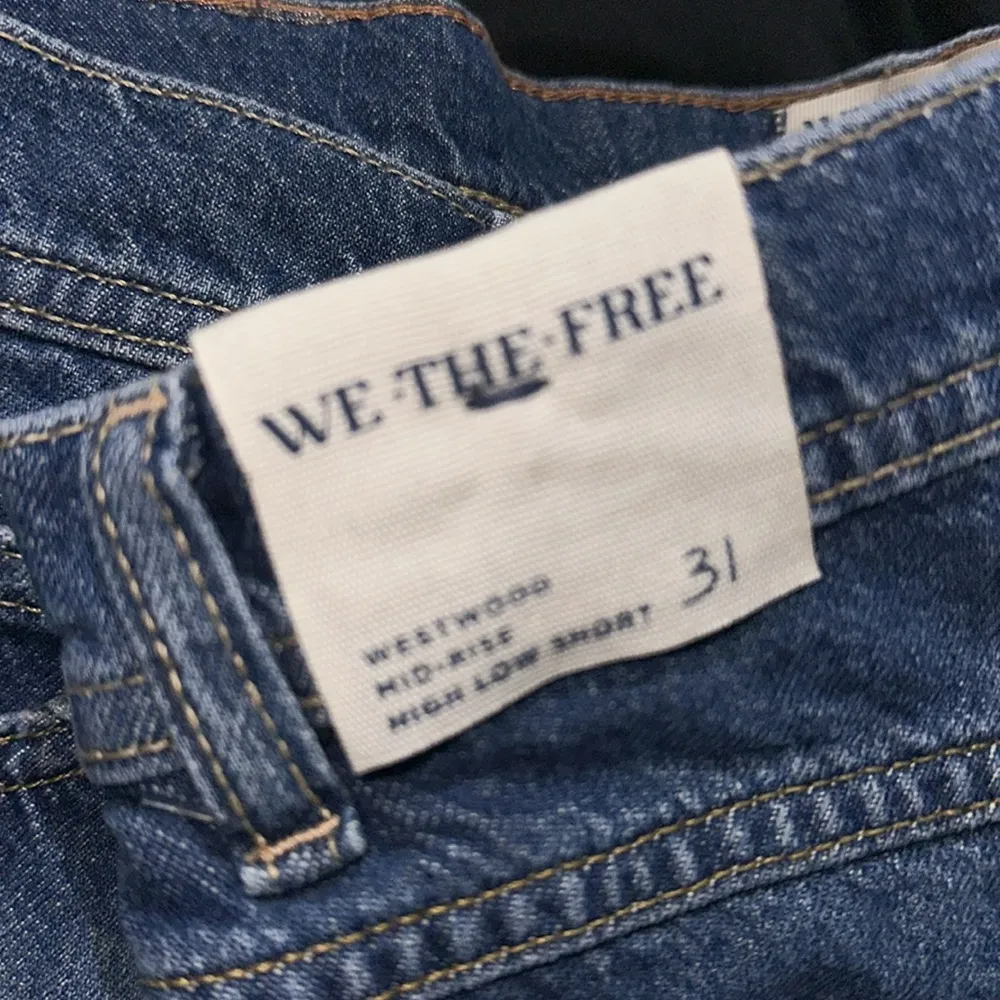 WE·THE·FREE
WESTWOOD
MID-RISE
HIGH LOW SHORT 31